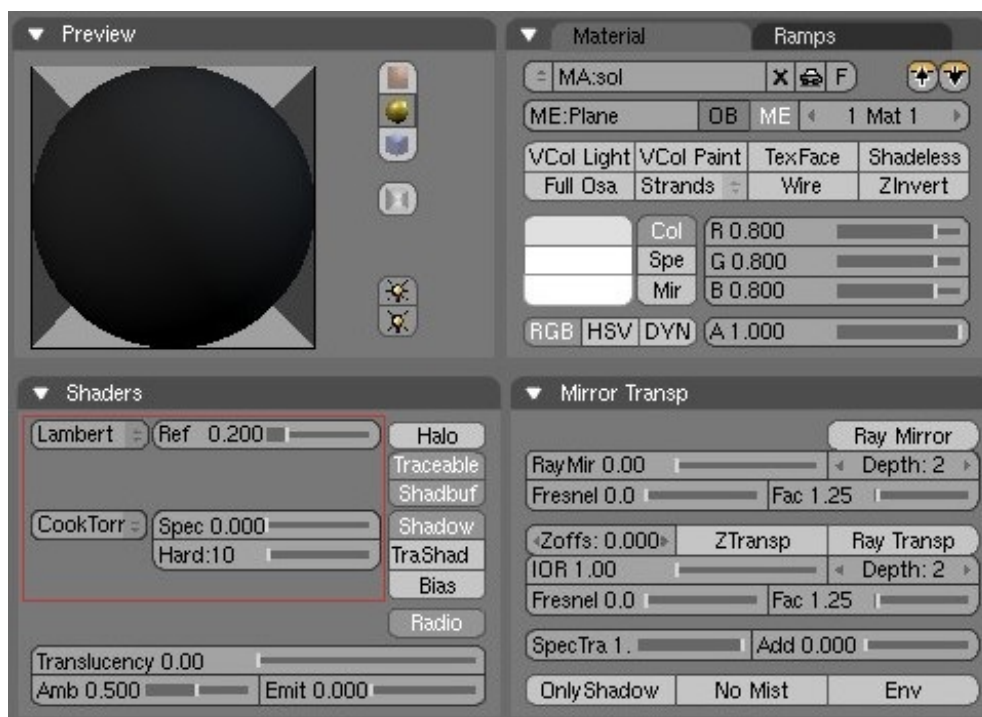 Preview
Material Ramps
MA:sol X F
ME:Plane OB ME 1 Mat 1
VCol Light VCol Paint TexFace Shadeless
Full Osa Strands Wire ZInvert
Col R 0.800
Spe G 0.800
Mir B 0.800
RGB HSV DYN A 1.000
Shaders
Lambert Ref 0.200 Halo
Traceable
Shadbuf
CookTorr Spec 0.000 Shadow
Hard:10 TraShad
Bias
Radio
Translucency 0.00
Amb 0.500 Emit 0.000
Mirror Transp
Ray Mirror
RayMir 0.00 Depth: 2
Fresnel 0.0 Fac 1.25
Zoffs: 0.000 ZTransp Ray Transp
IOR 1.00 Depth: 2
Fresnel 0.0 Fac 1.25
SpecTra 1. Add 0.000
OnlyShadow No Mist Env